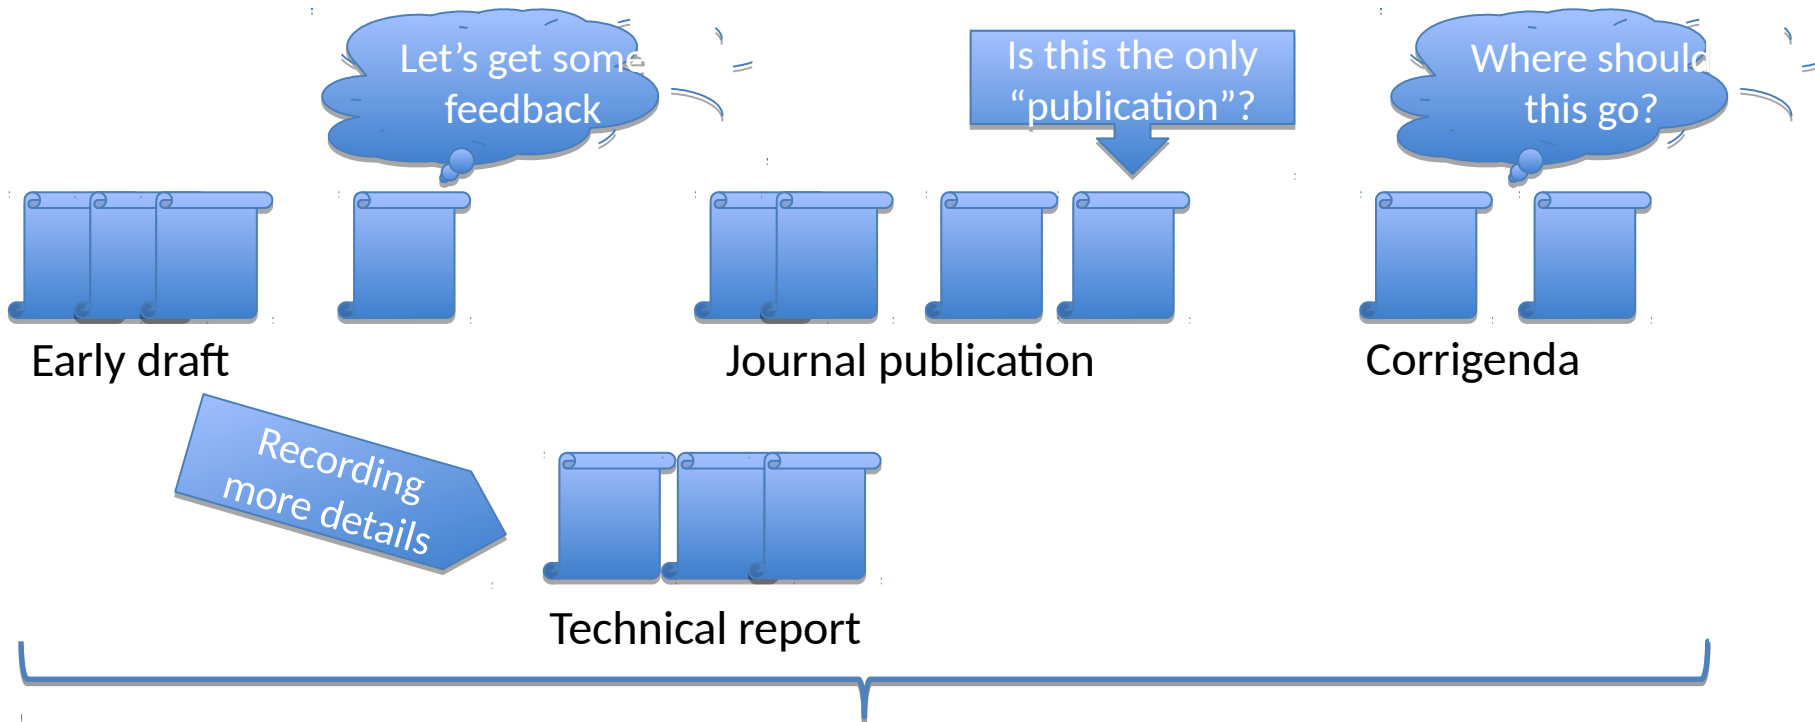 Let’s get some
feedback
Is this the only
“publication”?
Where should
this go?
Early draft
Journal publication
Corrigenda
Recording
more details
Technical report